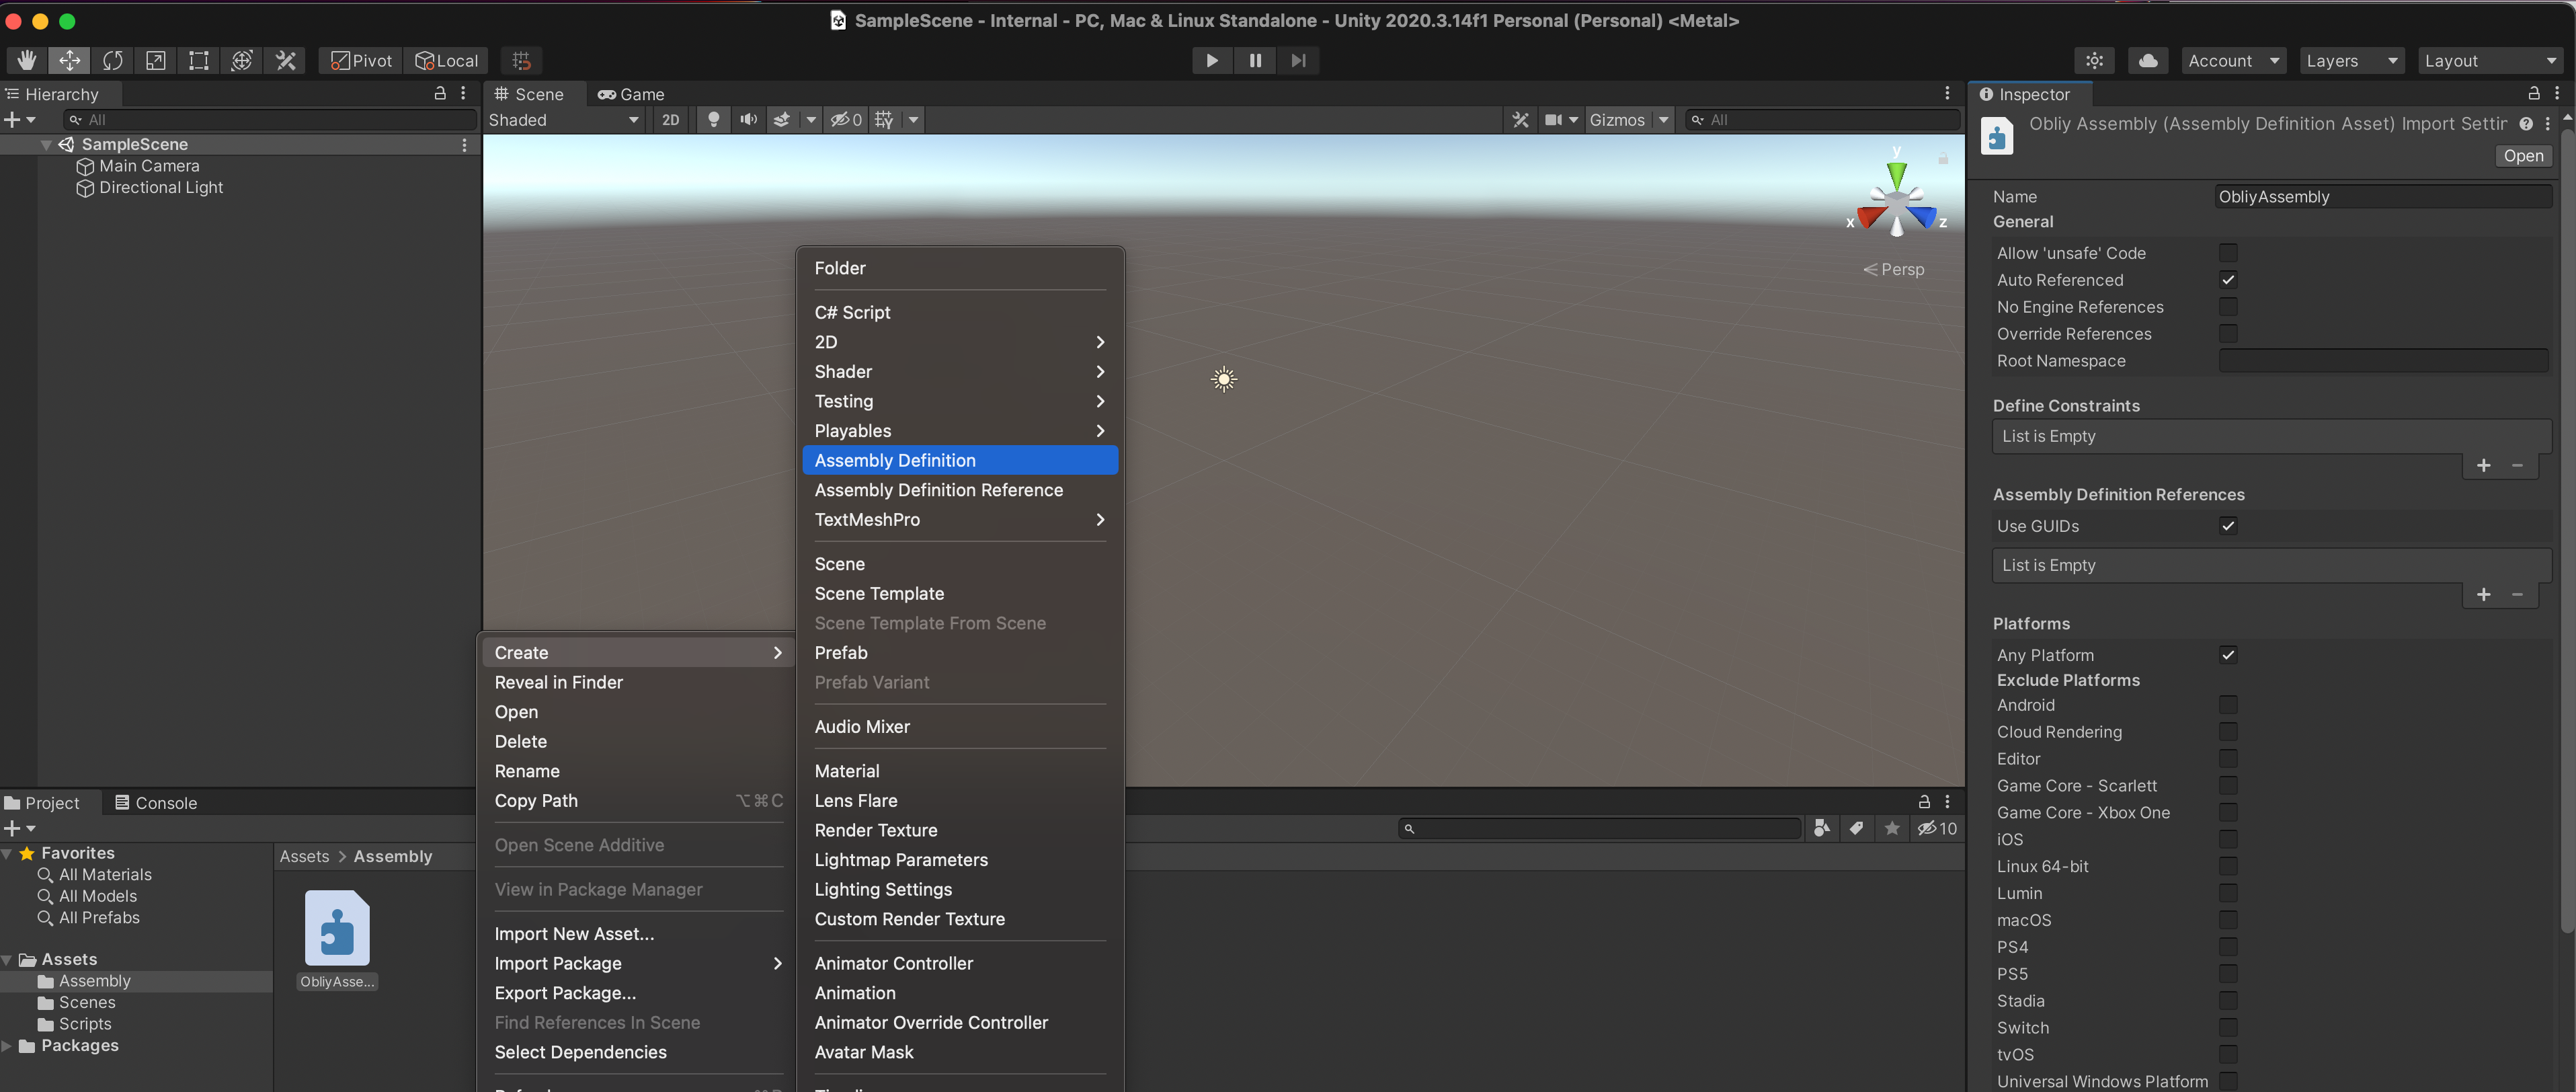 SampleScene - Internal - PC, Mac & Linux Standalone - Unity 2020.3.14f1 Personal (Personal) <Metal>
Pivot Local Account Layers Layout
Hierarchy
All
SampleScene
Main Camera
Directional Light
Scene Game
Shaded 2D 0 Gizmos All
y
x z
Persp
Folder
C# Script
2D
Shader
Testing
Playables
Assembly Definition
Assembly Definition Reference
TextMeshPro
Scene
Scene Template
Scene Template From Scene
Prefab
Prefab Variant
Audio Mixer
Material
Lens Flare
Render Texture
Lightmap Parameters
Lighting Settings
Custom Render Texture
Animator Controller
Animation
Animator Override Controller
Avatar Mask
Create
Reveal in Finder
Open
Delete
Rename
Copy Path ⌥⌘C
Open Scene Additive
View in Package Manager
Import New Asset...
Import Package
Export Package...
Find References In Scene
Select Dependencies
Project Console
10
Favorites
All Materials
All Models
All Prefabs
Assets
Assembly
Scenes
Scripts
Packages
Assets > Assembly
ObliyAsse...
Inspector
Obliy Assembly (Assembly Definition Asset) Import Settir
Open
Name ObliyAssembly
General
Allow 'unsafe' Code
Auto Referenced
No Engine References
Override References
Root Namespace
Define Constraints
List is Empty
Assembly Definition References
Use GUIDs
List is Empty
Platforms
Any Platform
Exclude Platforms
Android
Cloud Rendering
Editor
Game Core - Scarlett
Game Core - Xbox One
iOS
Linux 64-bit
Lumin
macOS
PS4
PS5
Stadia
Switch
tvOS
Universal Windows Platform